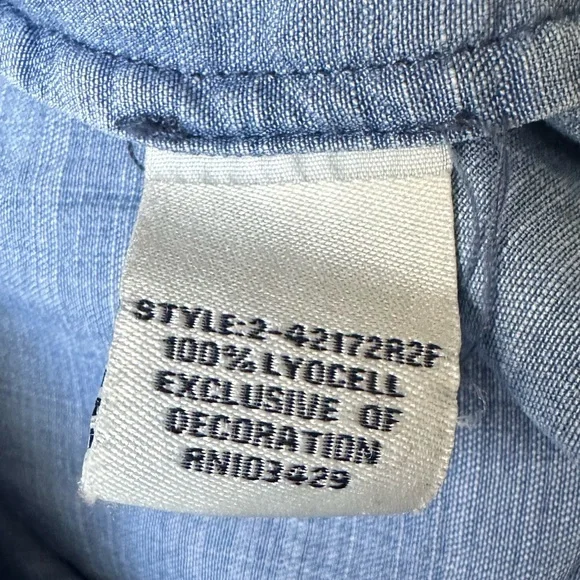 STYLE:2-42172R2F
100% LYOCELL
EXCLUSIVE OF
DECORATION
RN103429